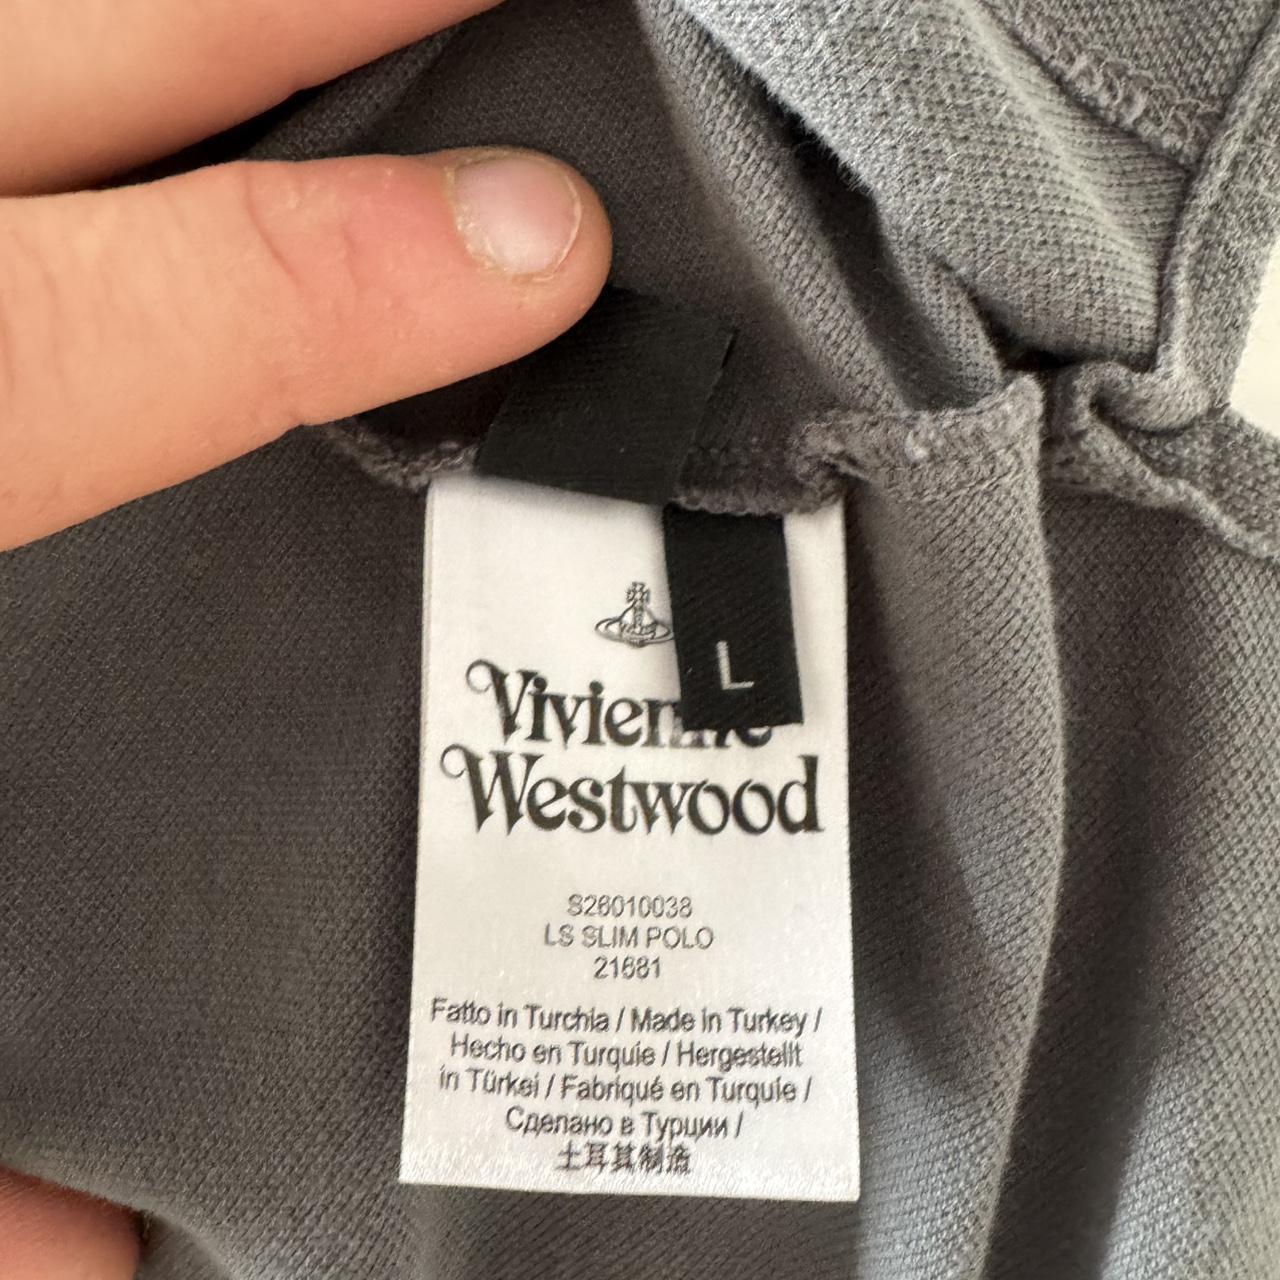 L
Vivienne
Westwood
S26010038
LS SLIM POLO
21681
Fatto in Turchia / Made in Turkey /
Hecho en Turquie / Hergestellt
in Türkei / Fabriqué en Turquie /
Сделано в Турции /
土耳其制造